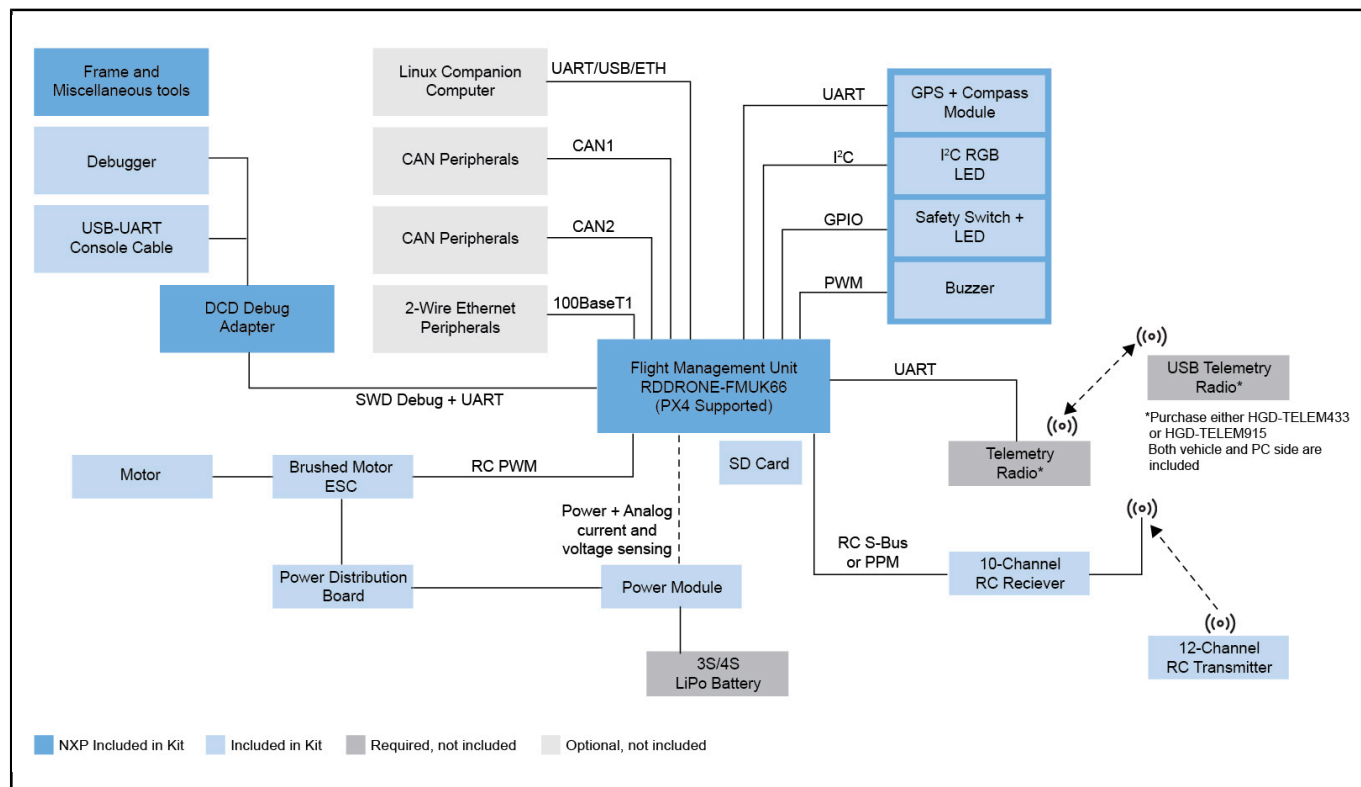 Frame and
Miscellaneous tools
Debugger
USB-UART
Console Cable
DCD Debug
Adapter
SWD Debug + UART
Linux Companion
Computer
UART/USB/ETH
CAN Peripherals
CAN1
CAN Peripherals
CAN2
2-Wire Ethernet
Peripherals
100BaseT1
UART
GPS + Compass
Module
I²C
I²C RGB
LED
GPIO
Safety Switch +
LED
PWM
Buzzer
Flight Management Unit
RDDRONE-FMUK66
(PX4 Supported)
UART
USB Telemetry
Radio*
*Purchase either HGD-TELEM433
or HGD-TELEM915
Both vehicle and PC side are
included
Telemetry
Radio*
SD Card
Motor
Brushed Motor
ESC
RC PWM
Power + Analog
current and
voltage sensing
Power Distribution
Board
Power Module
3S/4S
LiPo Battery
RC S-Bus
or PPM
10-Channel
RC Reciever
12-Channel
RC Transmitter
NXP Included in Kit
Included in Kit
Required, not included
Optional, not included